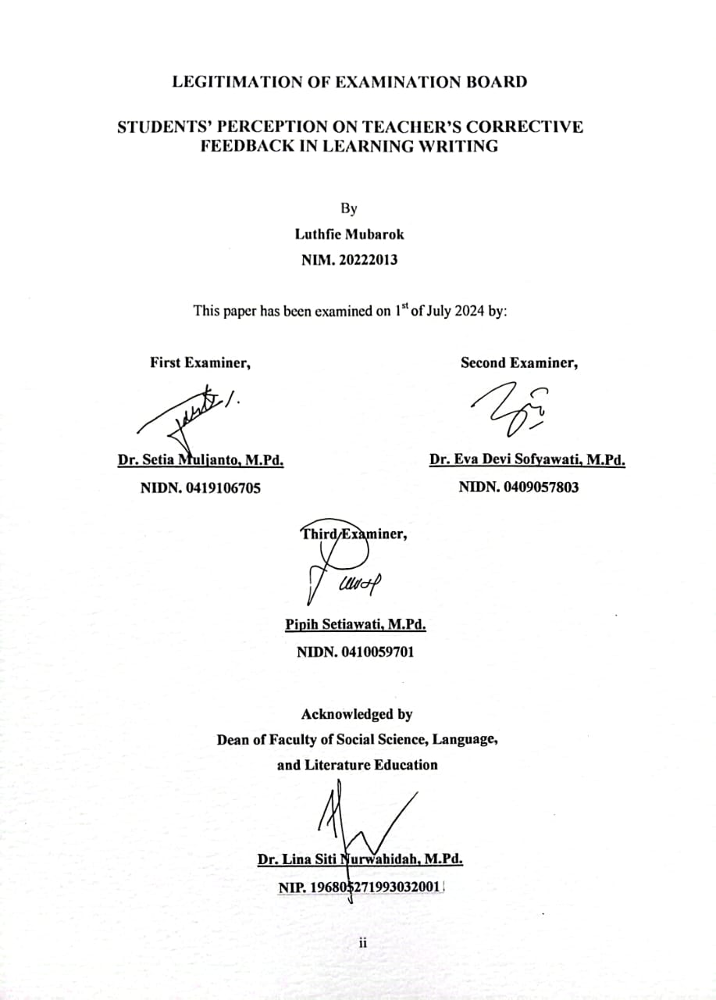 LEGITIMATION OF EXAMINATION BOARD
STUDENTS' PERCEPTION ON TEACHER'S CORRECTIVE
FEEDBACK IN LEARNING WRITING
By
Luthfie Mubarok
NIM. 20222013
This paper has been examined on 1st of July 2024 by:
First Examiner,
Second Examiner,
Dr. Setia Muljanto, M.Pd.
Dr. Eva Devi Sofyawati, M.Pd.
NIDN. 0419106705
NIDN. 0409057803
Third Examiner,
Pipih Setiawati, M.Pd.
NIDN. 0410059701
Acknowledged by
Dean of Faculty of Social Science, Language,
and Literature Education
Dr. Lina Siti Nurwahidah, M.Pd.
NIP. 196805271993032001
ii